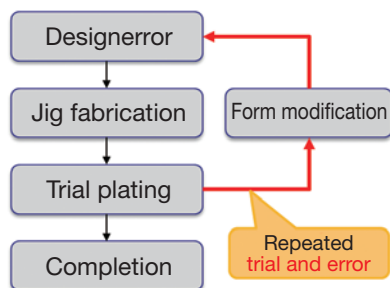 Designerror
Jig fabrication
Form modification
Trial plating
Repeated
trial and error
Completion